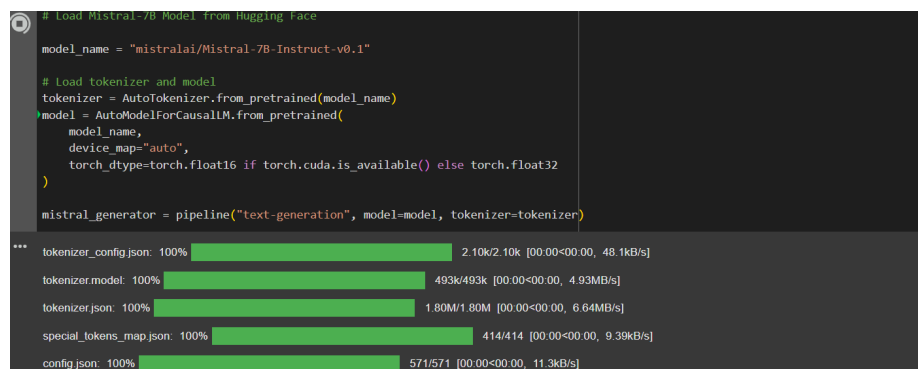 # Load Mistral-7B Model from Hugging Face
model_name = "mistralai/Mistral-7B-Instruct-v0.1"
# Load tokenizer and model
tokenizer = AutoTokenizer.from_pretrained(model_name)
model = AutoModelForCausalLM.from_pretrained(
    model_name,
    device_map="auto",
    torch_dtype=torch.float16 if torch.cuda.is_available() else torch.float32
)
mistral_generator = pipeline("text-generation", model=model, tokenizer=tokenizer)
tokenizer_config.json: 100% 2.10k/2.10k [00:00<00:00, 48.1kB/s]
tokenizer.model: 100% 493k/493k [00:00<00:00, 4.93MB/s]
tokenizer.json: 100% 1.80M/1.80M [00:00<00:00, 6.64MB/s]
special_tokens_map.json: 100% 414/414 [00:00<00:00, 9.39kB/s]
config.json: 100% 571/571 [00:00<00:00, 11.3kB/s]